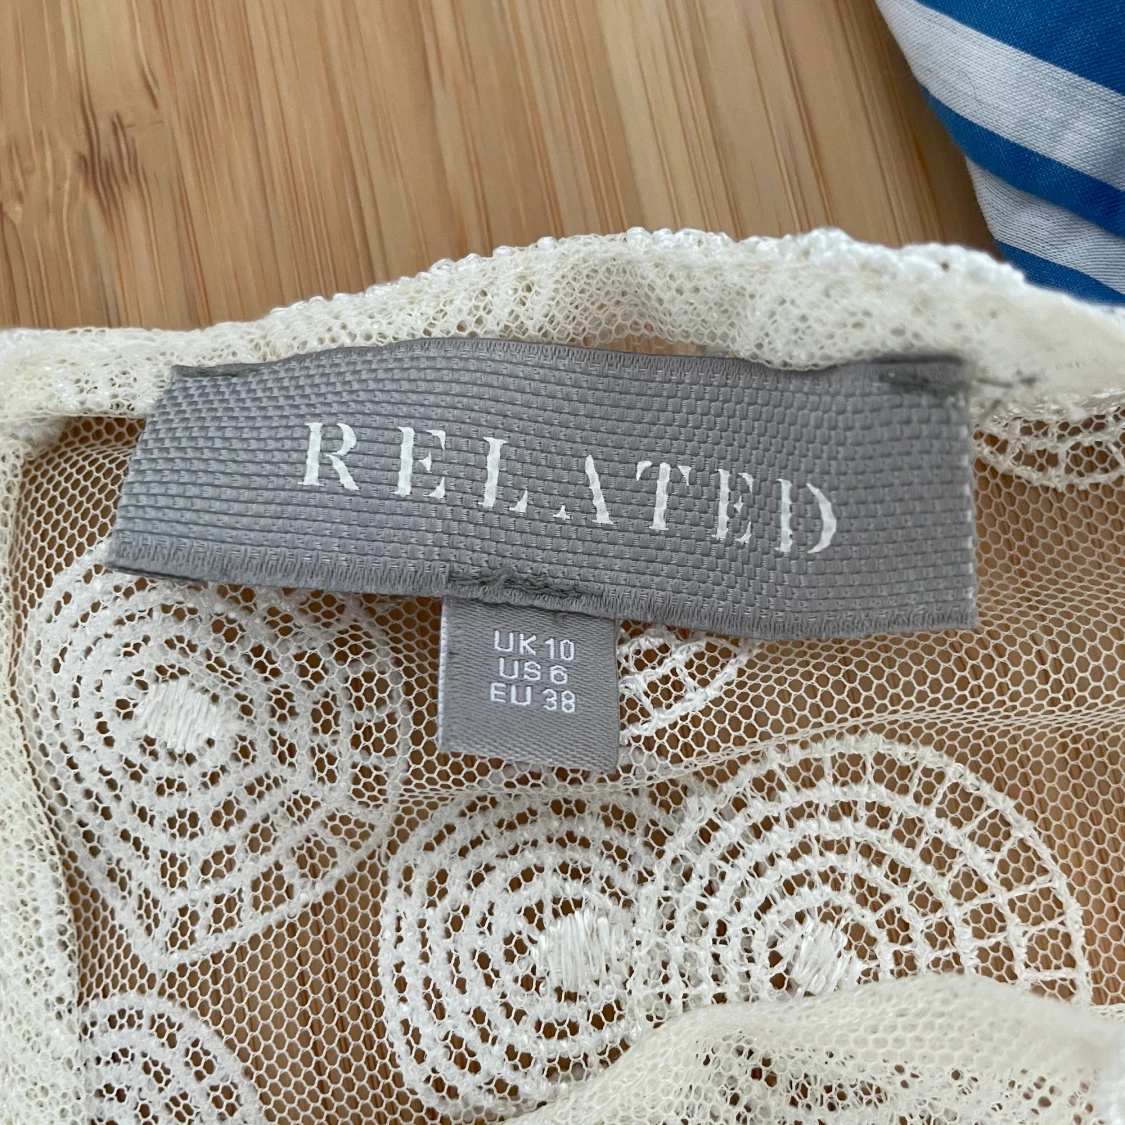 RELATED
UK 10
US 6
EU 38